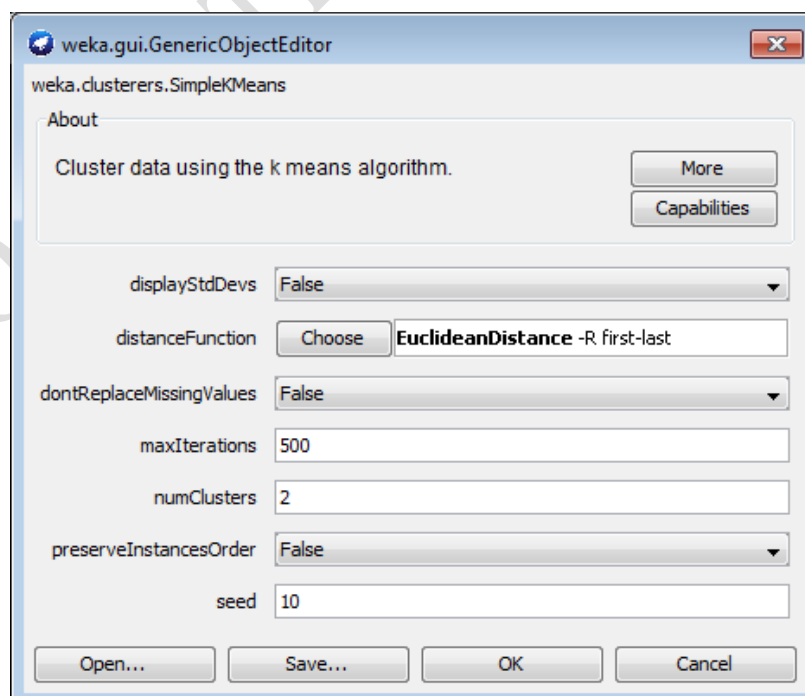 weka.gui.GenericObjectEditor
weka.clusterers.SimpleKMeans
About
Cluster data using the k means algorithm.
More
Capabilities
displayStdDevs False
distanceFunction Choose EuclideanDistance -R first-last
dontReplaceMissingValues False
maxIterations 500
numClusters 2
preserveInstancesOrder False
seed 10
Open... Save... OK Cancel